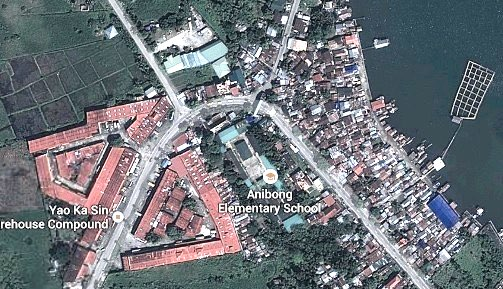 Anibong
Elementary School
Yao Ka Sin
rehouse Compound